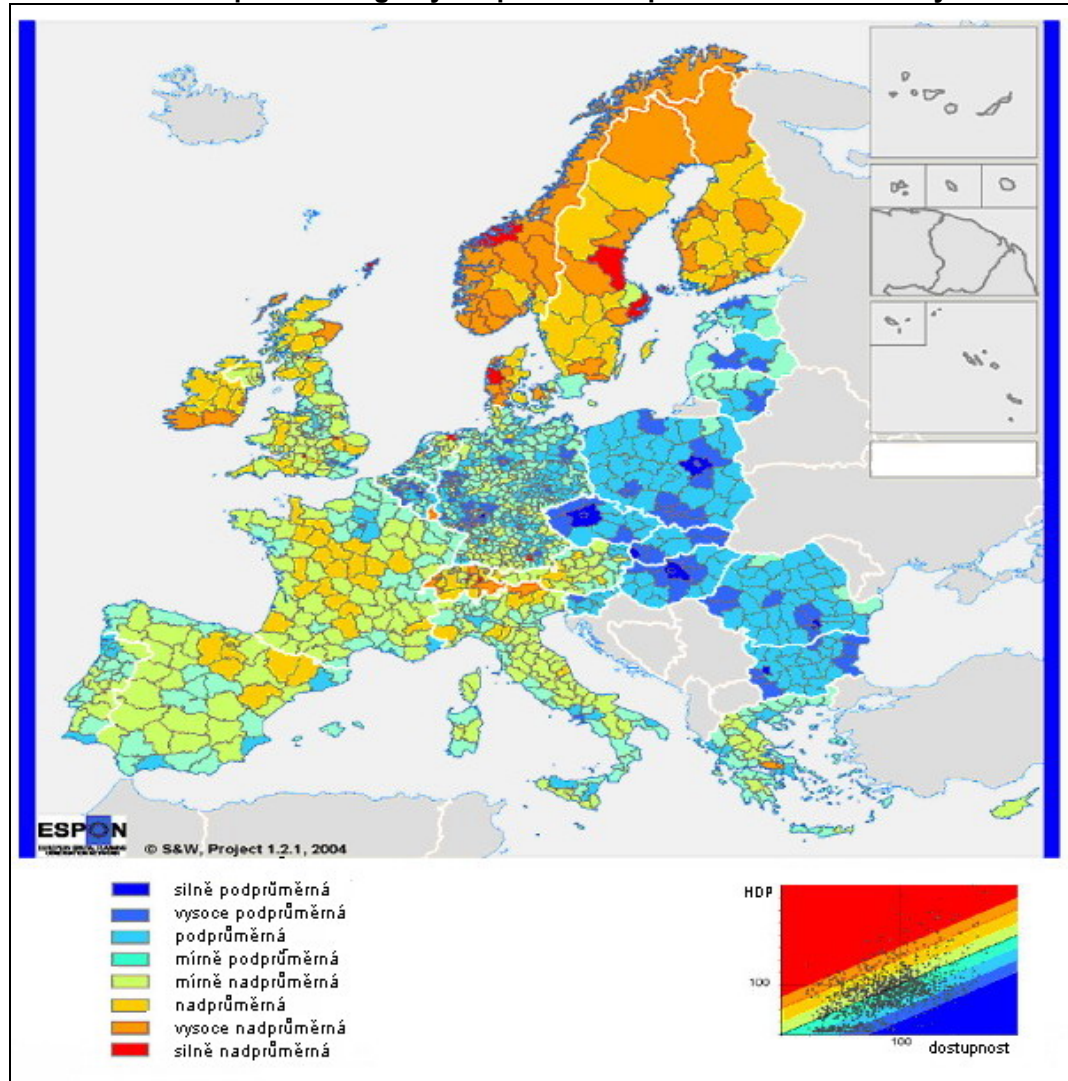 ESPON
© S&W, Project 1.2.1, 2004
silně podprůměrná
vysoce podprůměrná
podprůměrná
mírně podprůměrná
mírně nadprůměrná
nadprůměrná
vysoce nadprůměrná
silně nadprůměrná
HDP
100
100
dostupnost